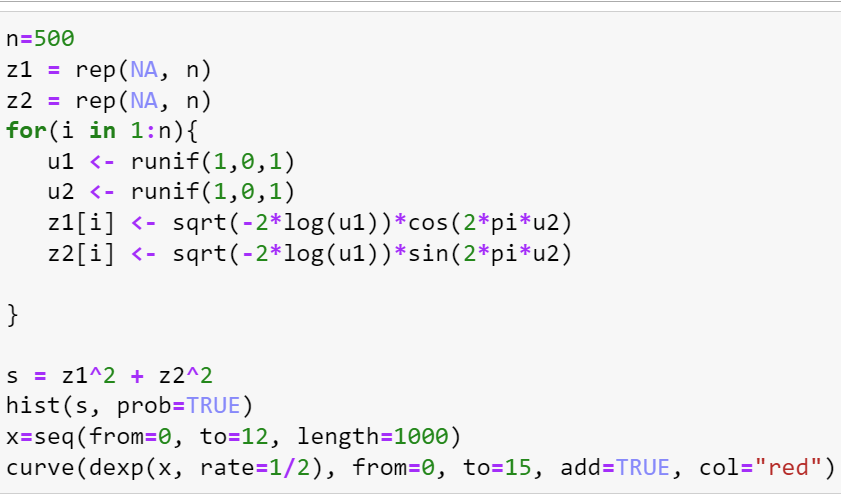 n=500
z1 = rep(NA, n)
z2 = rep(NA, n)
for(i in 1:n){
   u1 <- runif(1,0,1)
   u2 <- runif(1,0,1)
   z1[i] <- sqrt(-2*log(u1))*cos(2*pi*u2)
   z2[i] <- sqrt(-2*log(u1))*sin(2*pi*u2)
}
s = z1^2 + z2^2
hist(s, prob=TRUE)
x=seq(from=0, to=12, length=1000)
curve(dexp(x, rate=1/2), from=0, to=15, add=TRUE, col="red")